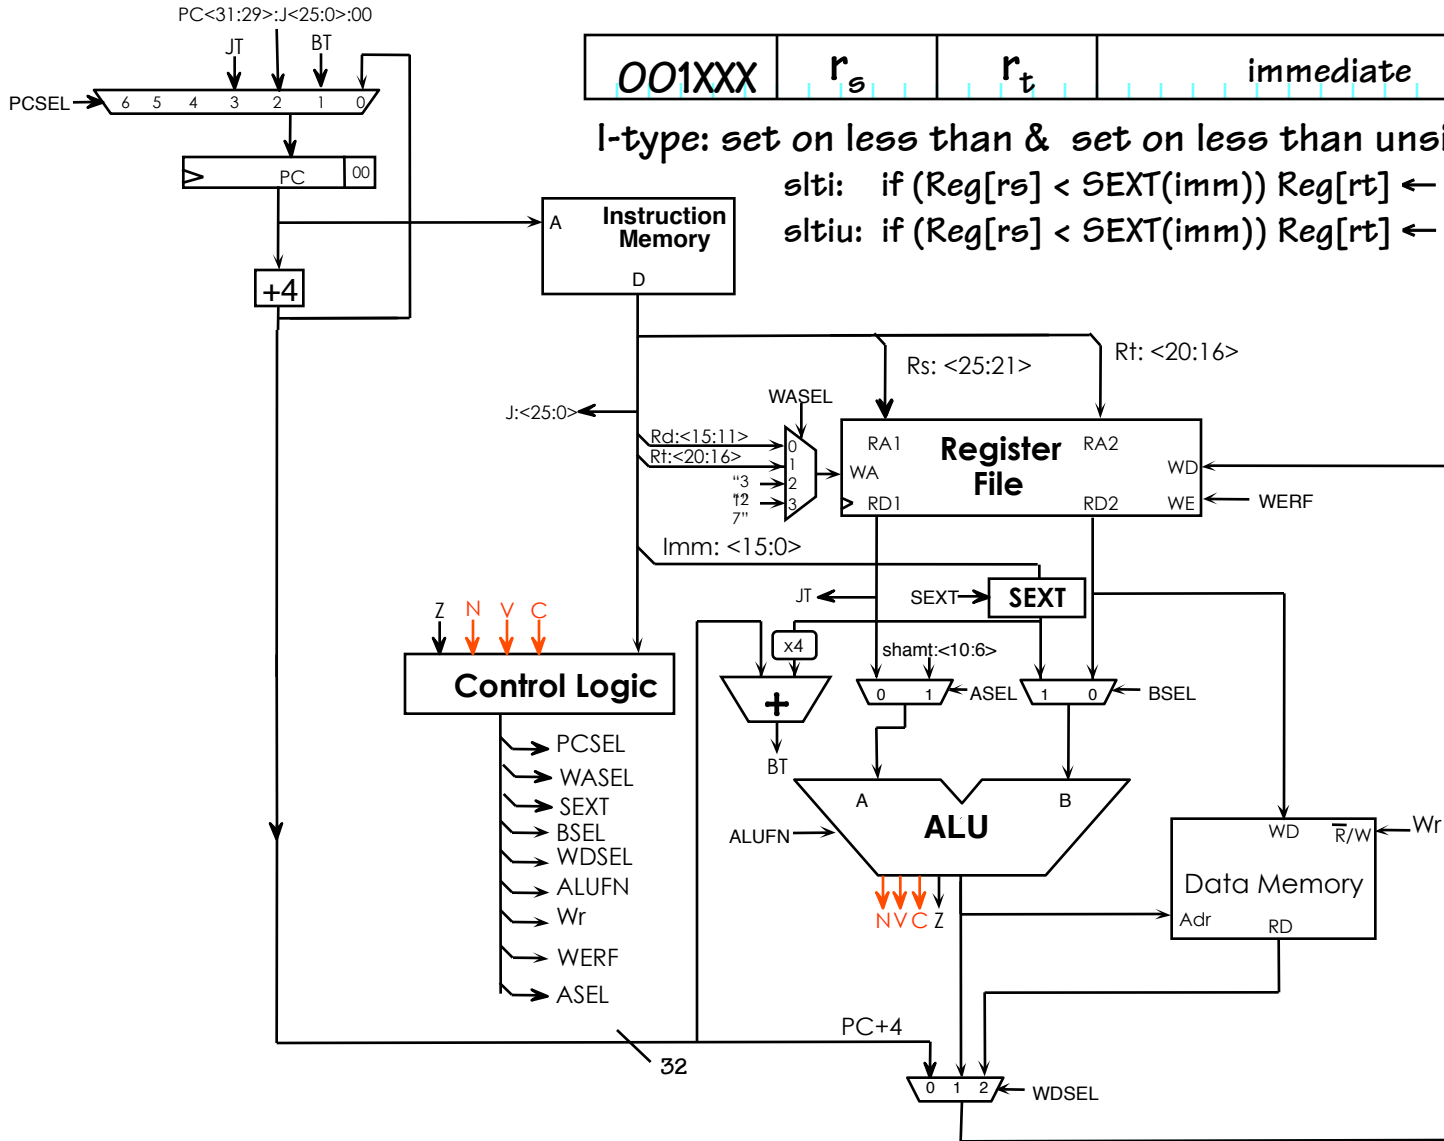 PC<31:29>:J<25:0>:00
JT
BT
PCSEL
6 5 4 3 2 1 0
PC
00
+4
001XXX rs rt immediate
I-type: set on less than & set on less than unsi
slti: if (Reg[rs] < SEXT(imm)) Reg[rt] ←
sltiu: if (Reg[rs] < SEXT(imm)) Reg[rt] ←
A
Instruction
Memory
D
Rs: <25:21>
Rt: <20:16>
J:<25:0>
WASEL
Rd:<15:11>
Rt:<20:16>
0
1
2
3
RA1
RA2
Register
File
WA
WD
RD1
RD2
WE
WERF
Imm: <15:0>
JT
SEXT
SEXT
Z N V C
Control Logic
x4
shamt:<10:6>
+
0 1
ASEL
1 0
BSEL
BT
PCSEL
WASEL
SEXT
BSEL
WDSEL
ALUFN
Wr
WERF
ASEL
A
B
ALU
ALUFN
N V C Z
WD
R/W
Wr
Data Memory
Adr
RD
PC+4
32
0 1 2
WDSEL